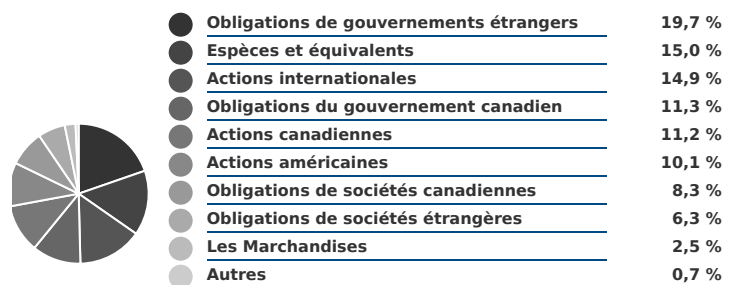 Obligations de gouvernements étrangers 19,7 %
Espèces et équivalents 15,0 %
Actions internationales 14,9 %
Obligations du gouvernement canadien 11,3 %
Actions canadiennes 11,2 %
Actions américaines 10,1 %
Obligations de sociétés canadiennes 8,3 %
Obligations de sociétés étrangères 6,3 %
Les Marchandises 2,5 %
Autres 0,7 %